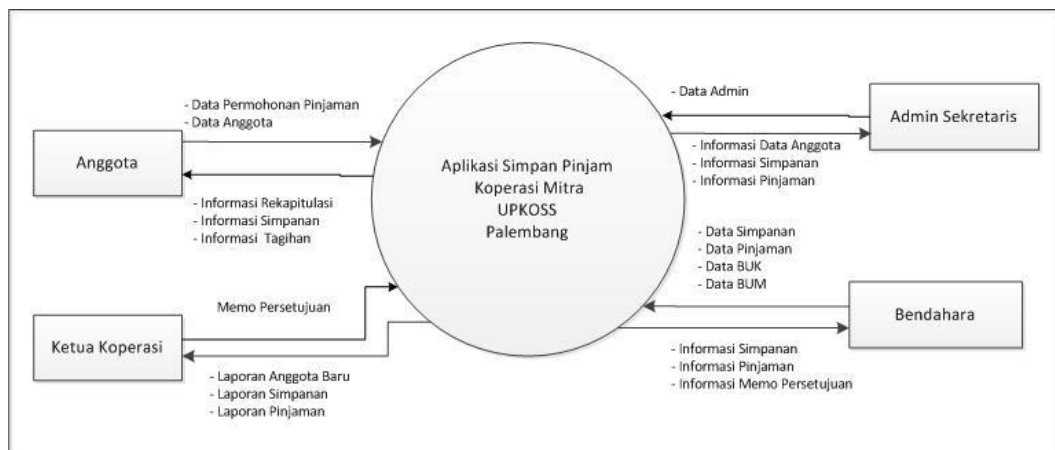 - Data Permohonan Pinjaman
- Data Anggota
Anggota
- Informasi Rekapitulasi
- Informasi Simpanan
- Informasi  Tagihan
Memo Persetujuan
Ketua Koperasi
- Laporan Anggota Baru
- Laporan Simpanan
- Laporan Pinjaman
Aplikasi Simpan Pinjam
Koperasi Mitra
UPKOSS
Palembang
- Data Admin
Admin Sekretaris
- Informasi Data Anggota
- Informasi Simpanan
- Informasi Pinjaman
- Data Simpanan
- Data Pinjaman
- Data BUK
- Data BUM
Bendahara
- Informasi Simpanan
- Informasi Pinjaman
- Informasi Memo Persetujuan